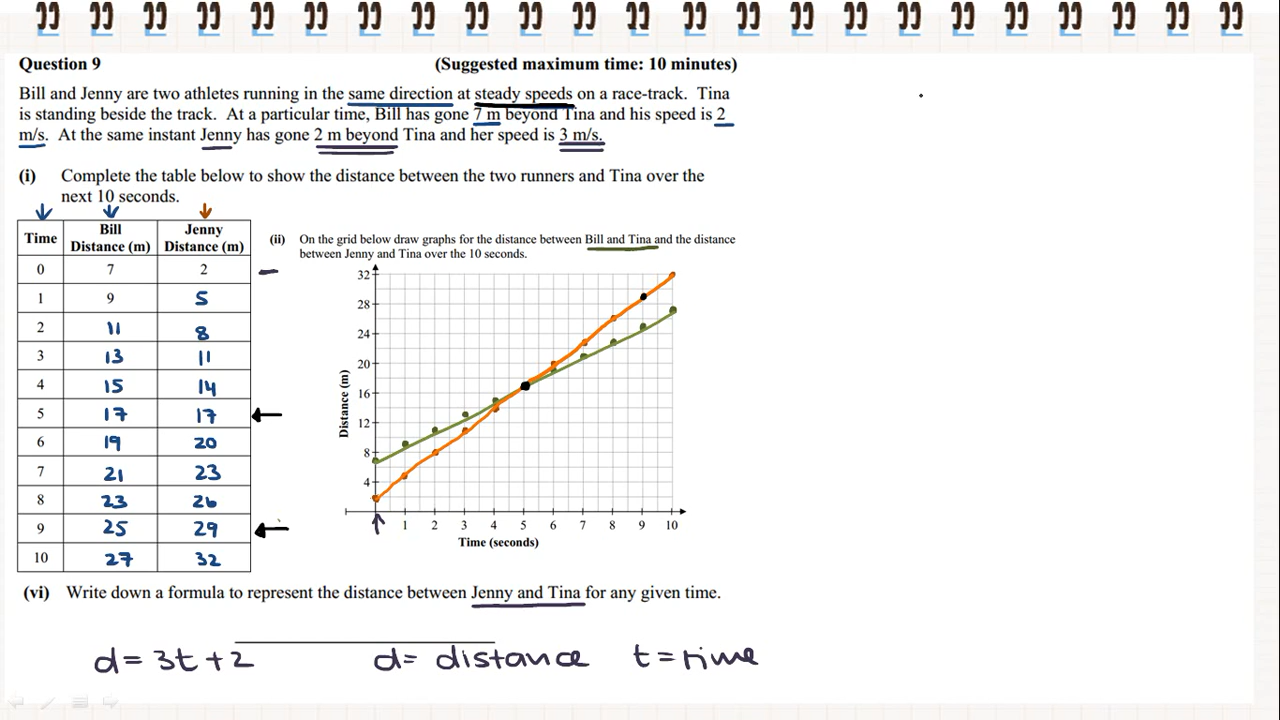 Question 9 (Suggested maximum time: 10 minutes)
Bill and Jenny are two athletes running in the same direction at steady speeds on a race-track. Tina
is standing beside the track. At a particular time, Bill has gone 7 m beyond Tina and his speed is 2
m/s. At the same instant Jenny has gone 2 m beyond Tina and her speed is 3 m/s.
(i) Complete the table below to show the distance between the two runners and Tina over the
next 10 seconds.
Time Bill Distance (m) Jenny Distance (m)
0 7 2
1 9 5
2 11 8
3 13 11
4 15 14
5 17 17
6 19 20
7 21 23
8 23 26
9 25 29
10 27 32
(ii) On the grid below draw graphs for the distance between Bill and Tina and the distance
between Jenny and Tina over the 10 seconds.
32
28
24
20
16
12
8
4
Distance (m)
1 2 3 4 5 6 7 8 9 10
Time (seconds)
(vi) Write down a formula to represent the distance between Jenny and Tina for any given time.
d = 3t + 2 d = distance t = time